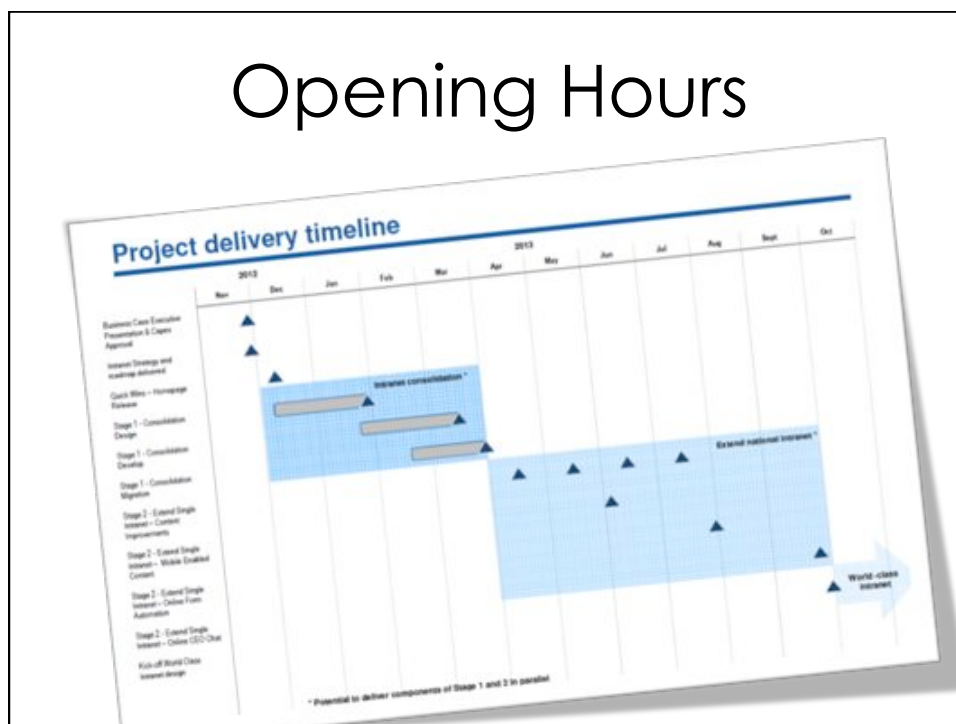 Opening Hours
Project delivery timeline
2012
2013
Nov
Dec
Jan
Feb
Mar
Apr
May
Jun
Jul
Aug
Sept
Oct
Business Case Executive
Presentation & Capex
Approval
Intranet Strategy and
roadmap delivered
Quick Wins – Homepage
Release
Stage 1 - Consolidation
Design
Stage 1 - Consolidation
Develop
Stage 1 - Consolidation
Migration
Stage 2 - Extend Single
Intranet – Content
Improvements
Stage 2 - Extend Single
Intranet – Mobile Enabled
Content
Stage 2 - Extend Single
Intranet – Online Form
Automation
Stage 2 - Extend Single
Intranet – Online CEO Chat
Kick-off World Class
Intranet design
Intranet consolidation *
Extend national intranet *
World-class
intranet
* Potential to deliver components of Stage 1 and 2 in parallel